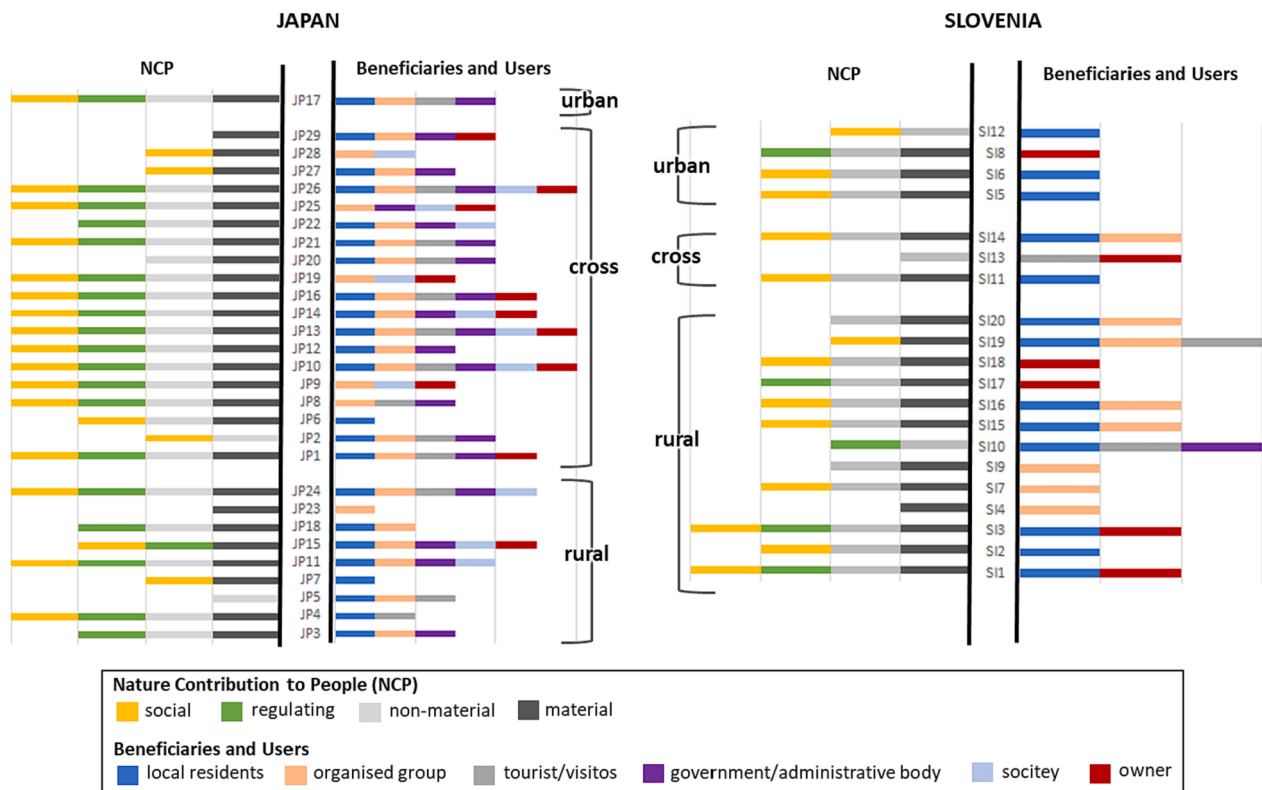 JAPAN
NCP
Beneficiaries and Users
JP17
urban
JP29
JP28
JP27
JP26
JP25
JP22
JP21
JP20
JP19
JP16
JP14
JP13
JP12
JP10
JP9
JP8
JP6
JP2
JP1
cross
JP24
JP23
JP18
JP15
JP11
JP7
JP5
JP4
JP3
rural
SLOVENIA
NCP
Beneficiaries and Users
urban
SI12
SI8
SI6
SI5
cross
SI14
SI13
SI11
rural
SI20
SI19
SI18
SI17
SI16
SI15
SI10
SI9
SI7
SI4
SI3
SI2
SI1
Nature Contribution to People (NCP)
social regulating non-material material
Beneficiaries and Users
local residents organised group tourist/visitos government/administrative body socitey owner